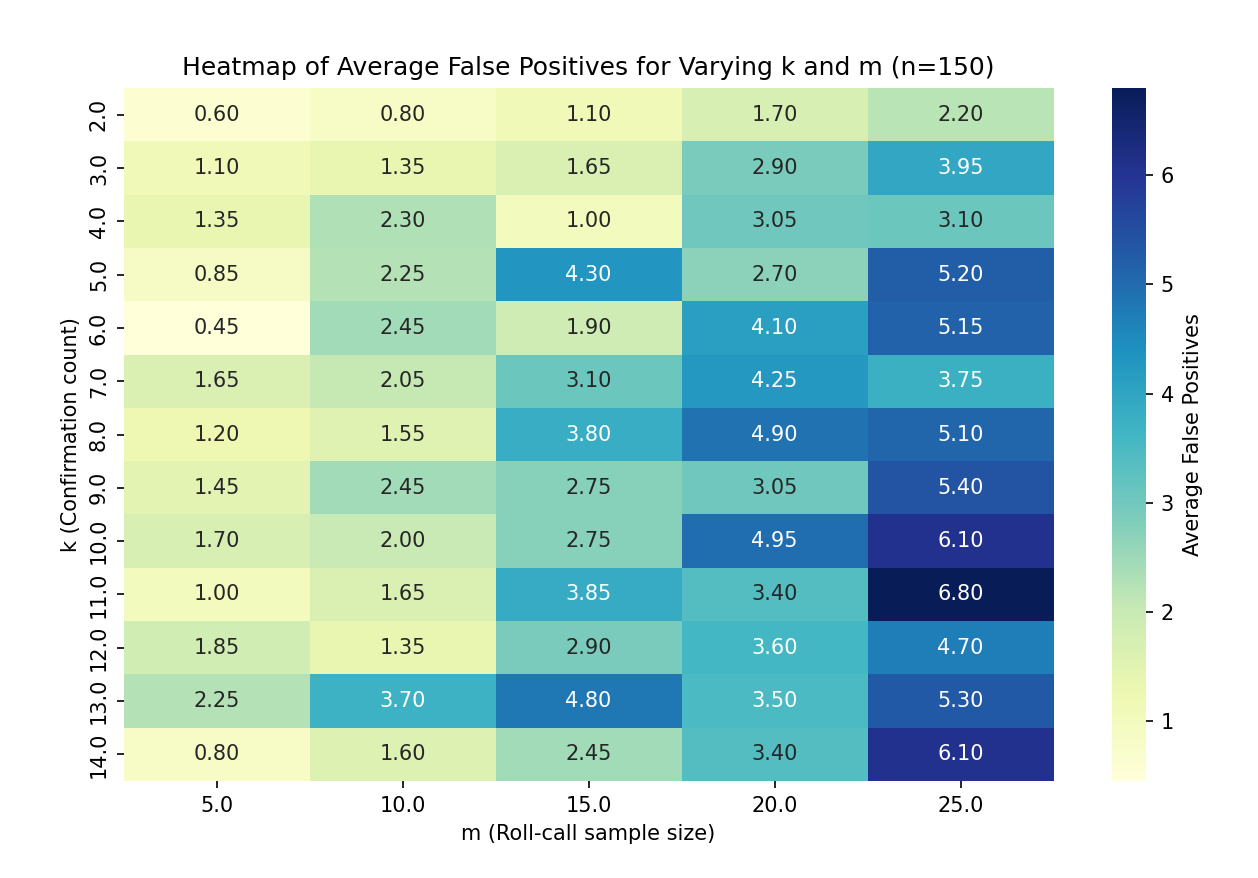 Heatmap of Average False Positives for Varying k and m (n=150)
k (Confirmation count)
2.0 0.60 0.80 1.10 1.70 2.20
3.0 1.10 1.35 1.65 2.90 3.95
4.0 1.35 2.30 1.00 3.05 3.10
5.0 0.85 2.25 4.30 2.70 5.20
6.0 0.45 2.45 1.90 4.10 5.15
7.0 1.65 2.05 3.10 4.25 3.75
8.0 1.20 1.55 3.80 4.90 5.10
9.0 1.45 2.45 2.75 3.05 5.40
10.0 1.70 2.00 2.75 4.95 6.10
11.0 1.00 1.65 3.85 3.40 6.80
12.0 1.85 1.35 2.90 3.60 4.70
13.0 2.25 3.70 4.80 3.50 5.30
14.0 0.80 1.60 2.45 3.40 6.10
5.0 10.0 15.0 20.0 25.0
m (Roll-call sample size)
6
5
4
3
2
1
Average False Positives